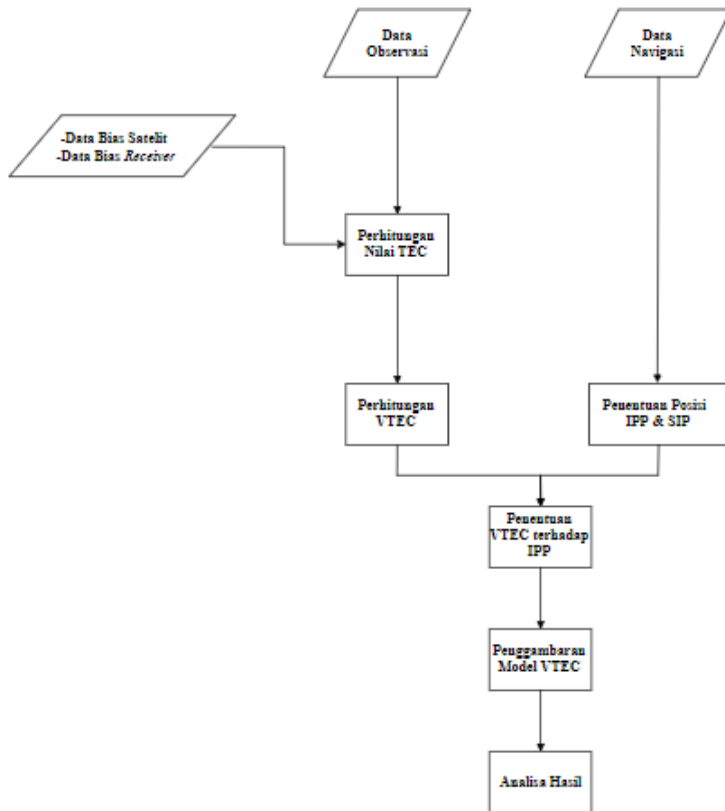 Data
Observasi
Data
Navigasi
-Data Bias Satelit
-Data Bias Receiver
Perhitungan
Nilai TEC
Perhitungan
VTEC
Penentuan Posisi
IPP & SIP
Penentuan
VTEC terhadap
IPP
Penggambaran
Model VTEC
Analisa Hasil